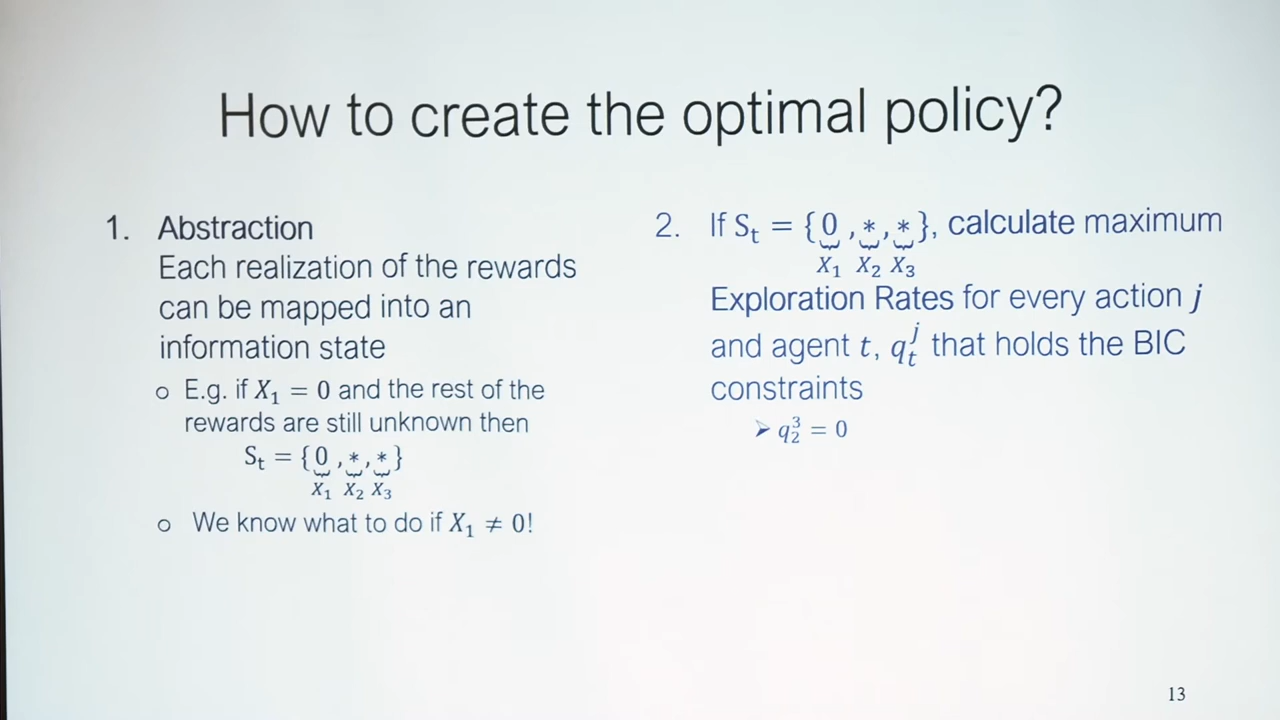 How to create the optimal policy?
1. Abstraction
Each realization of the rewards
can be mapped into an
information state
o E.g. if X₁ = 0 and the rest of the
rewards are still unknown then
Sₜ = {0 ,*,*}
X₁ X₂ X₃
o We know what to do if X₁ ≠ 0!
2. If Sₜ = {0 ,*,*}, calculate maximum
X₁ X₂ X₃
Exploration Rates for every action j
and agent t, qₜʲ that holds the BIC
constraints
➢ q₂³ = 0
13